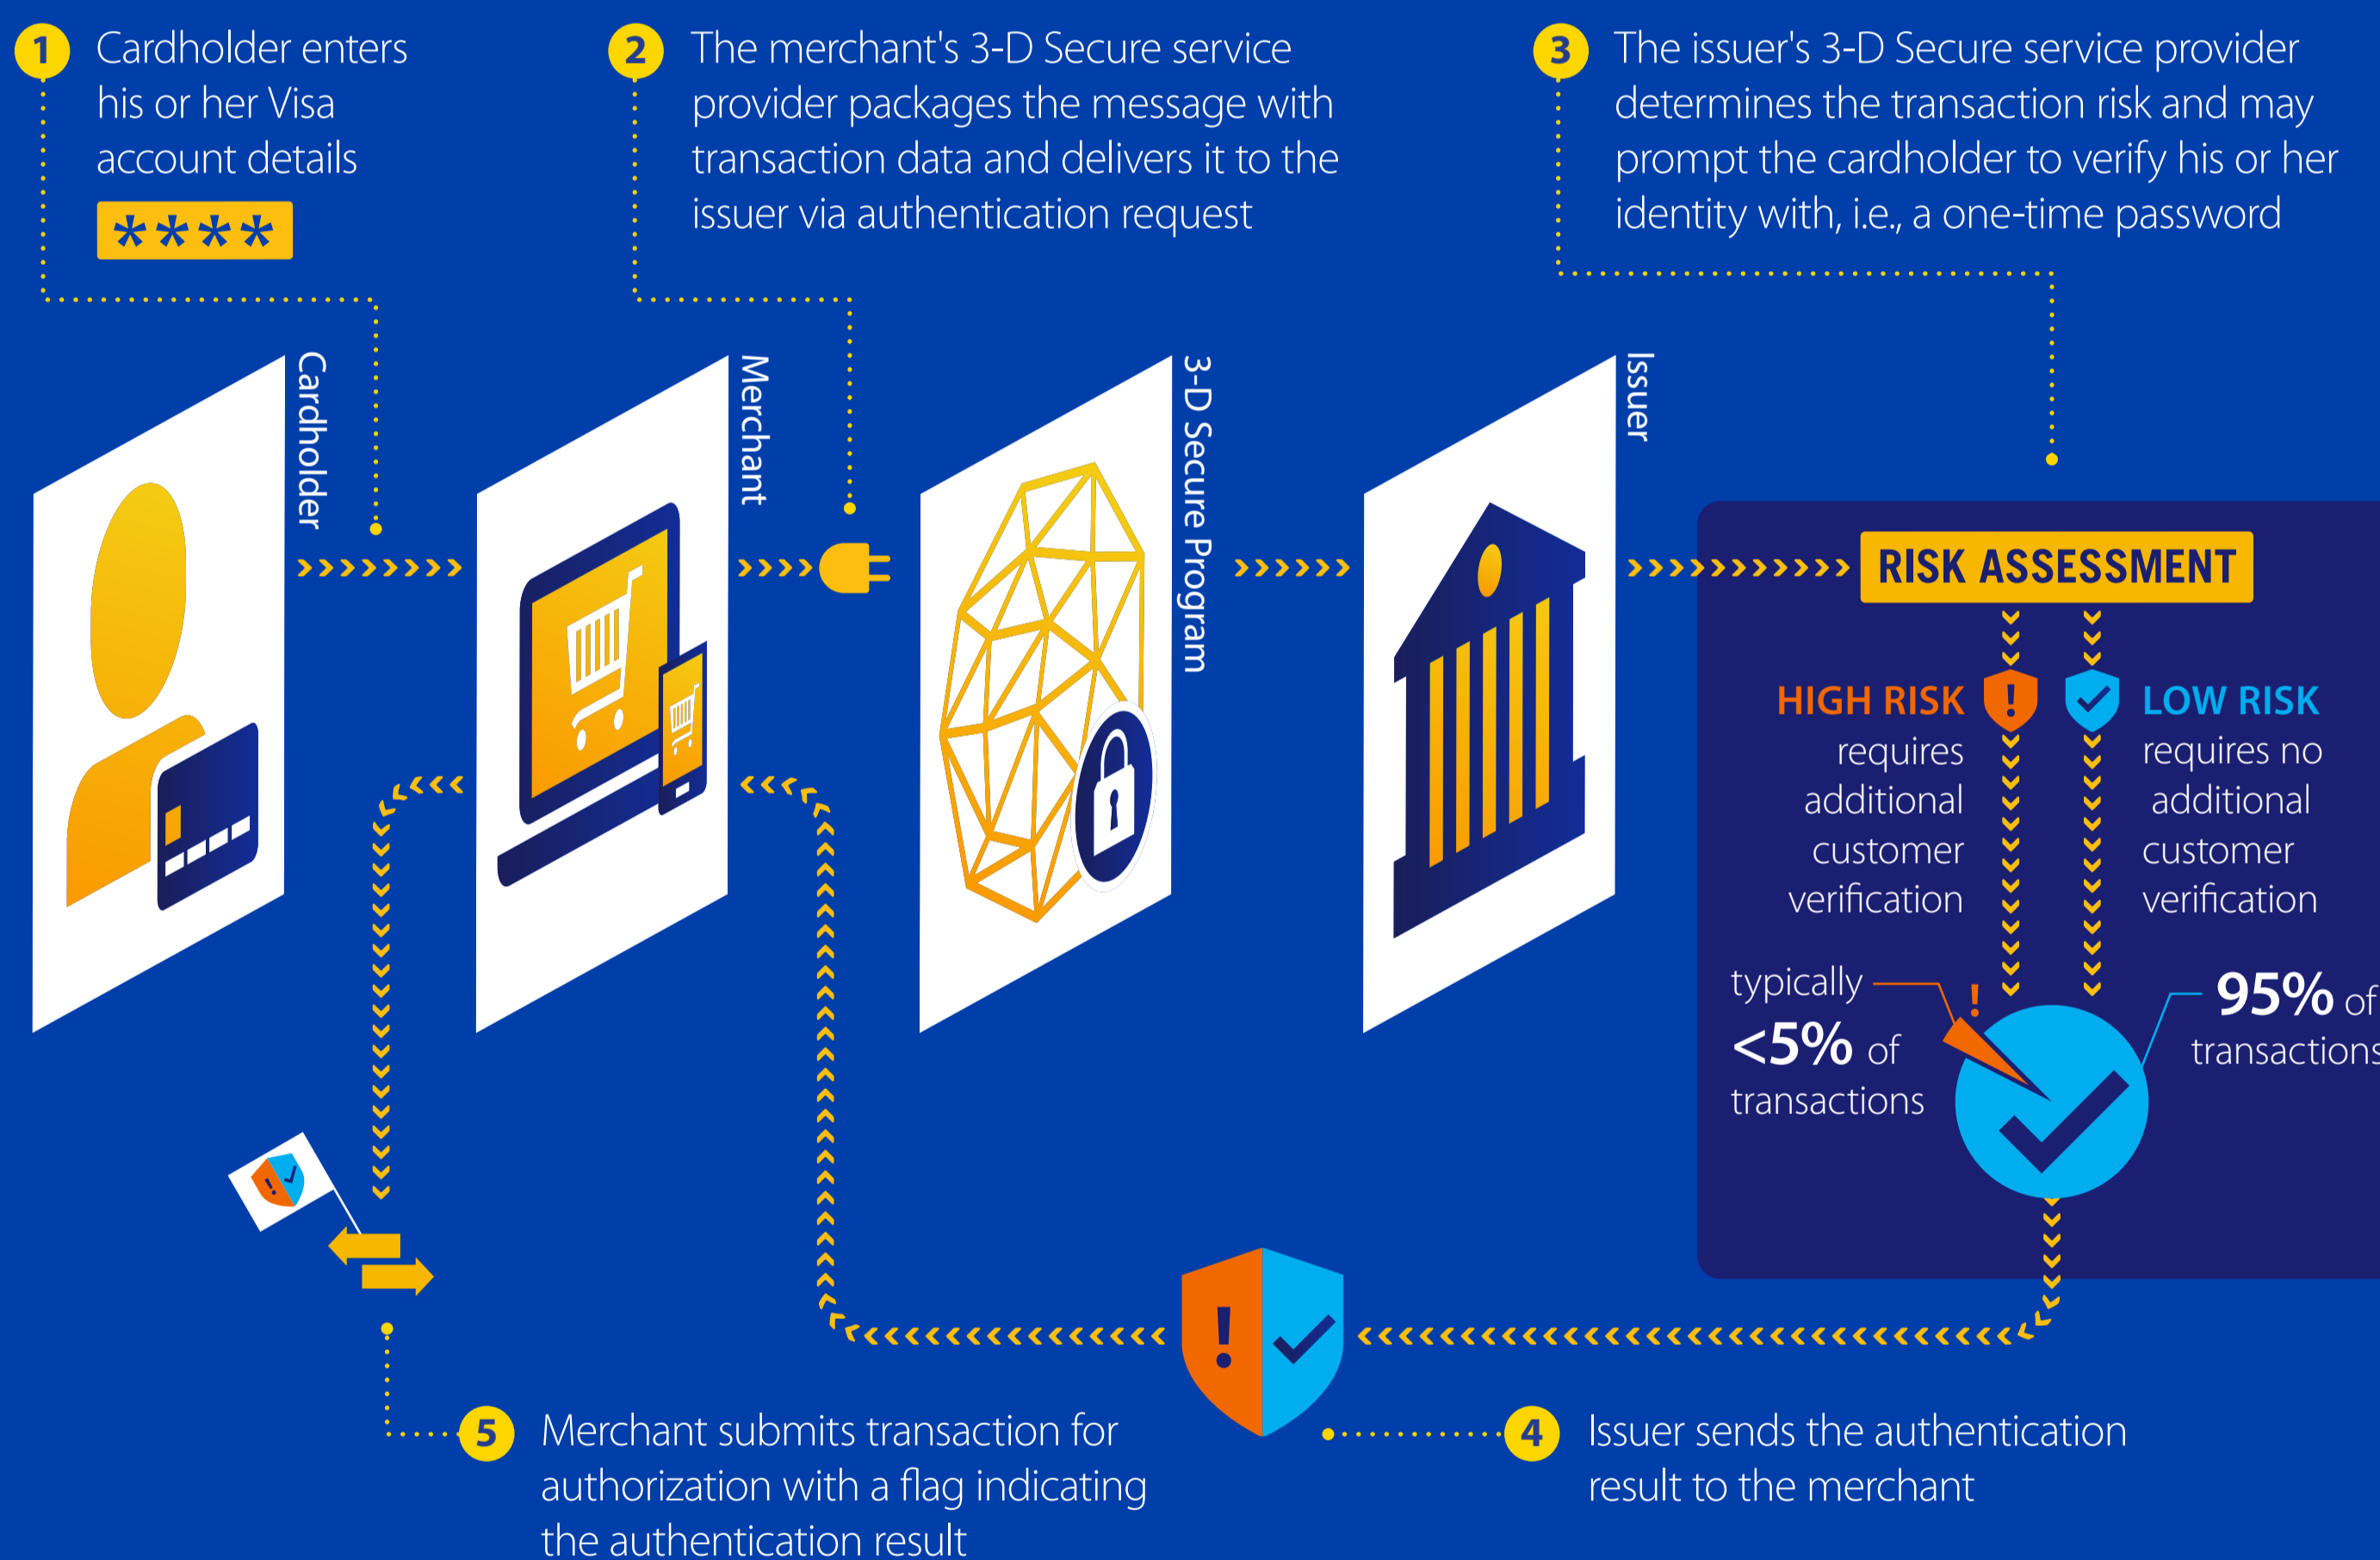 1
Cardholder enters
his or her Visa
account details
****
2
The merchant's 3-D Secure service
provider packages the message with
transaction data and delivers it to the
issuer via authentication request
3
The issuer's 3-D Secure service provider
determines the transaction risk and may
prompt the cardholder to verify his or her
identity with, i.e., a one-time password
Cardholder
Merchant
3-D Secure Program
Issuer
RISK ASSESSMENT
HIGH RISK
requires
additional
customer
verification
LOW RISK
requires no
additional
customer
verification
typically
<5% of
transactions
95% of
transactions
4
Issuer sends the authentication
result to the merchant
5
Merchant submits transaction for
authorization with a flag indicating
the authentication result